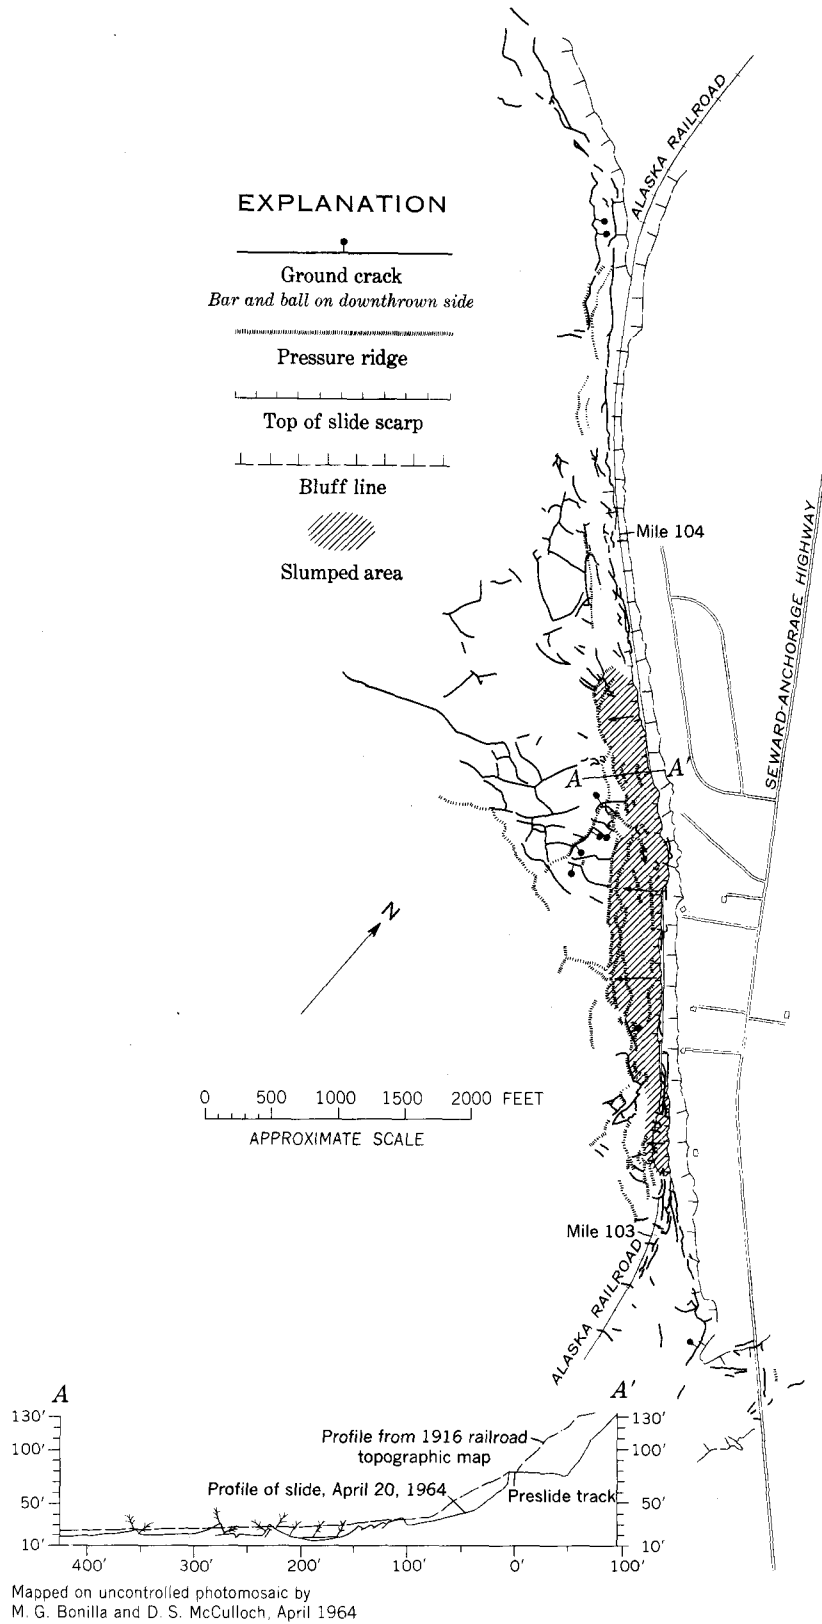 ALASKA RAILROAD
EXPLANATION
Ground crack
Bar and ball on downthrown side
Pressure ridge
Top of slide scarp
Bluff line
Slumped area
Mile 104
SEWARD-ANCHORAGE HIGHWAY
A A'
N
0 500 1000 1500 2000 FEET
APPROXIMATE SCALE
Mile 103
ALASKA RAILROAD
A A'
130' 130'
Profile from 1916 railroad
topographic map
100' 100'
Profile of slide, April 20, 1964
Preslide track
50' 50'
10' 10'
400' 300' 200' 100' 0' 100'
Mapped on uncontrolled photomosaic by
M. G. Bonilla and D. S. McCulloch, April 1964